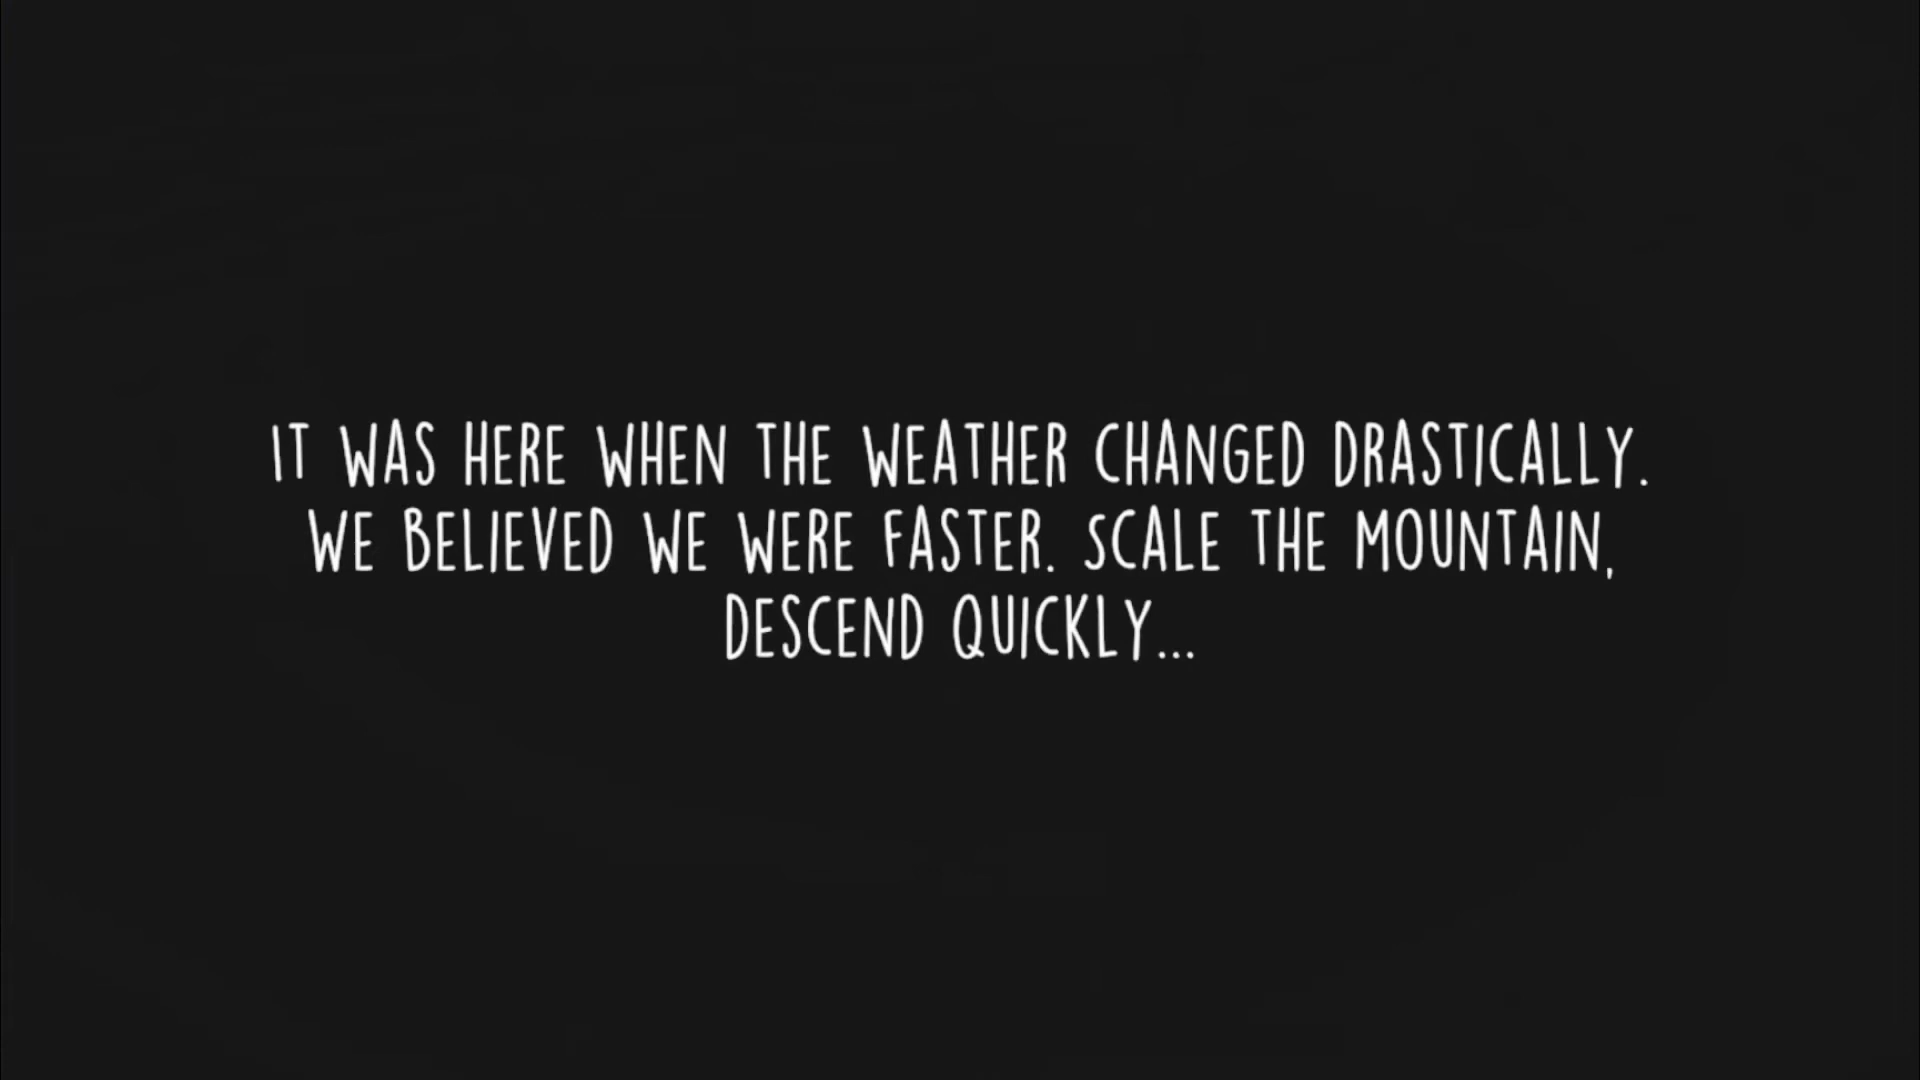 IT WAS HERE WHEN THE WEATHER CHANGED DRASTICALLY.
WE BELIEVED WE WERE FASTER. SCALE THE MOUNTAIN,
DESCEND QUICKLY...